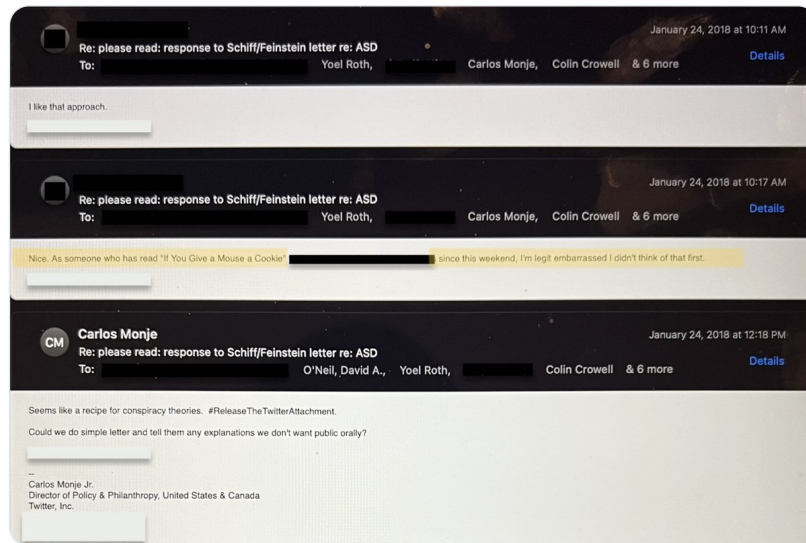 January 24, 2018 at 10:11 AM
Re: please read: response to Schiff/Feinstein letter re: ASD
Details
To: Yoel Roth, Carlos Monje, Colin Crowell & 6 more
I like that approach.
January 24, 2018 at 10:17 AM
Re: please read: response to Schiff/Feinstein letter re: ASD
Details
To: Yoel Roth, Carlos Monje, Colin Crowell & 6 more
Nice. As someone who has read "If You Give a Mouse a Cookie" since this weekend, I'm legit embarrassed I didn't think of that first.
CM
Carlos Monje
January 24, 2018 at 12:18 PM
Re: please read: response to Schiff/Feinstein letter re: ASD
Details
To: O'Neil, David A., Yoel Roth, Colin Crowell & 6 more
Seems like a recipe for conspiracy theories. #ReleaseTheTwitterAttachment.
Could we do simple letter and tell them any explanations we don't want public orally?
--
Carlos Monje Jr.
Director of Policy & Philanthropy, United States & Canada
Twitter, Inc.